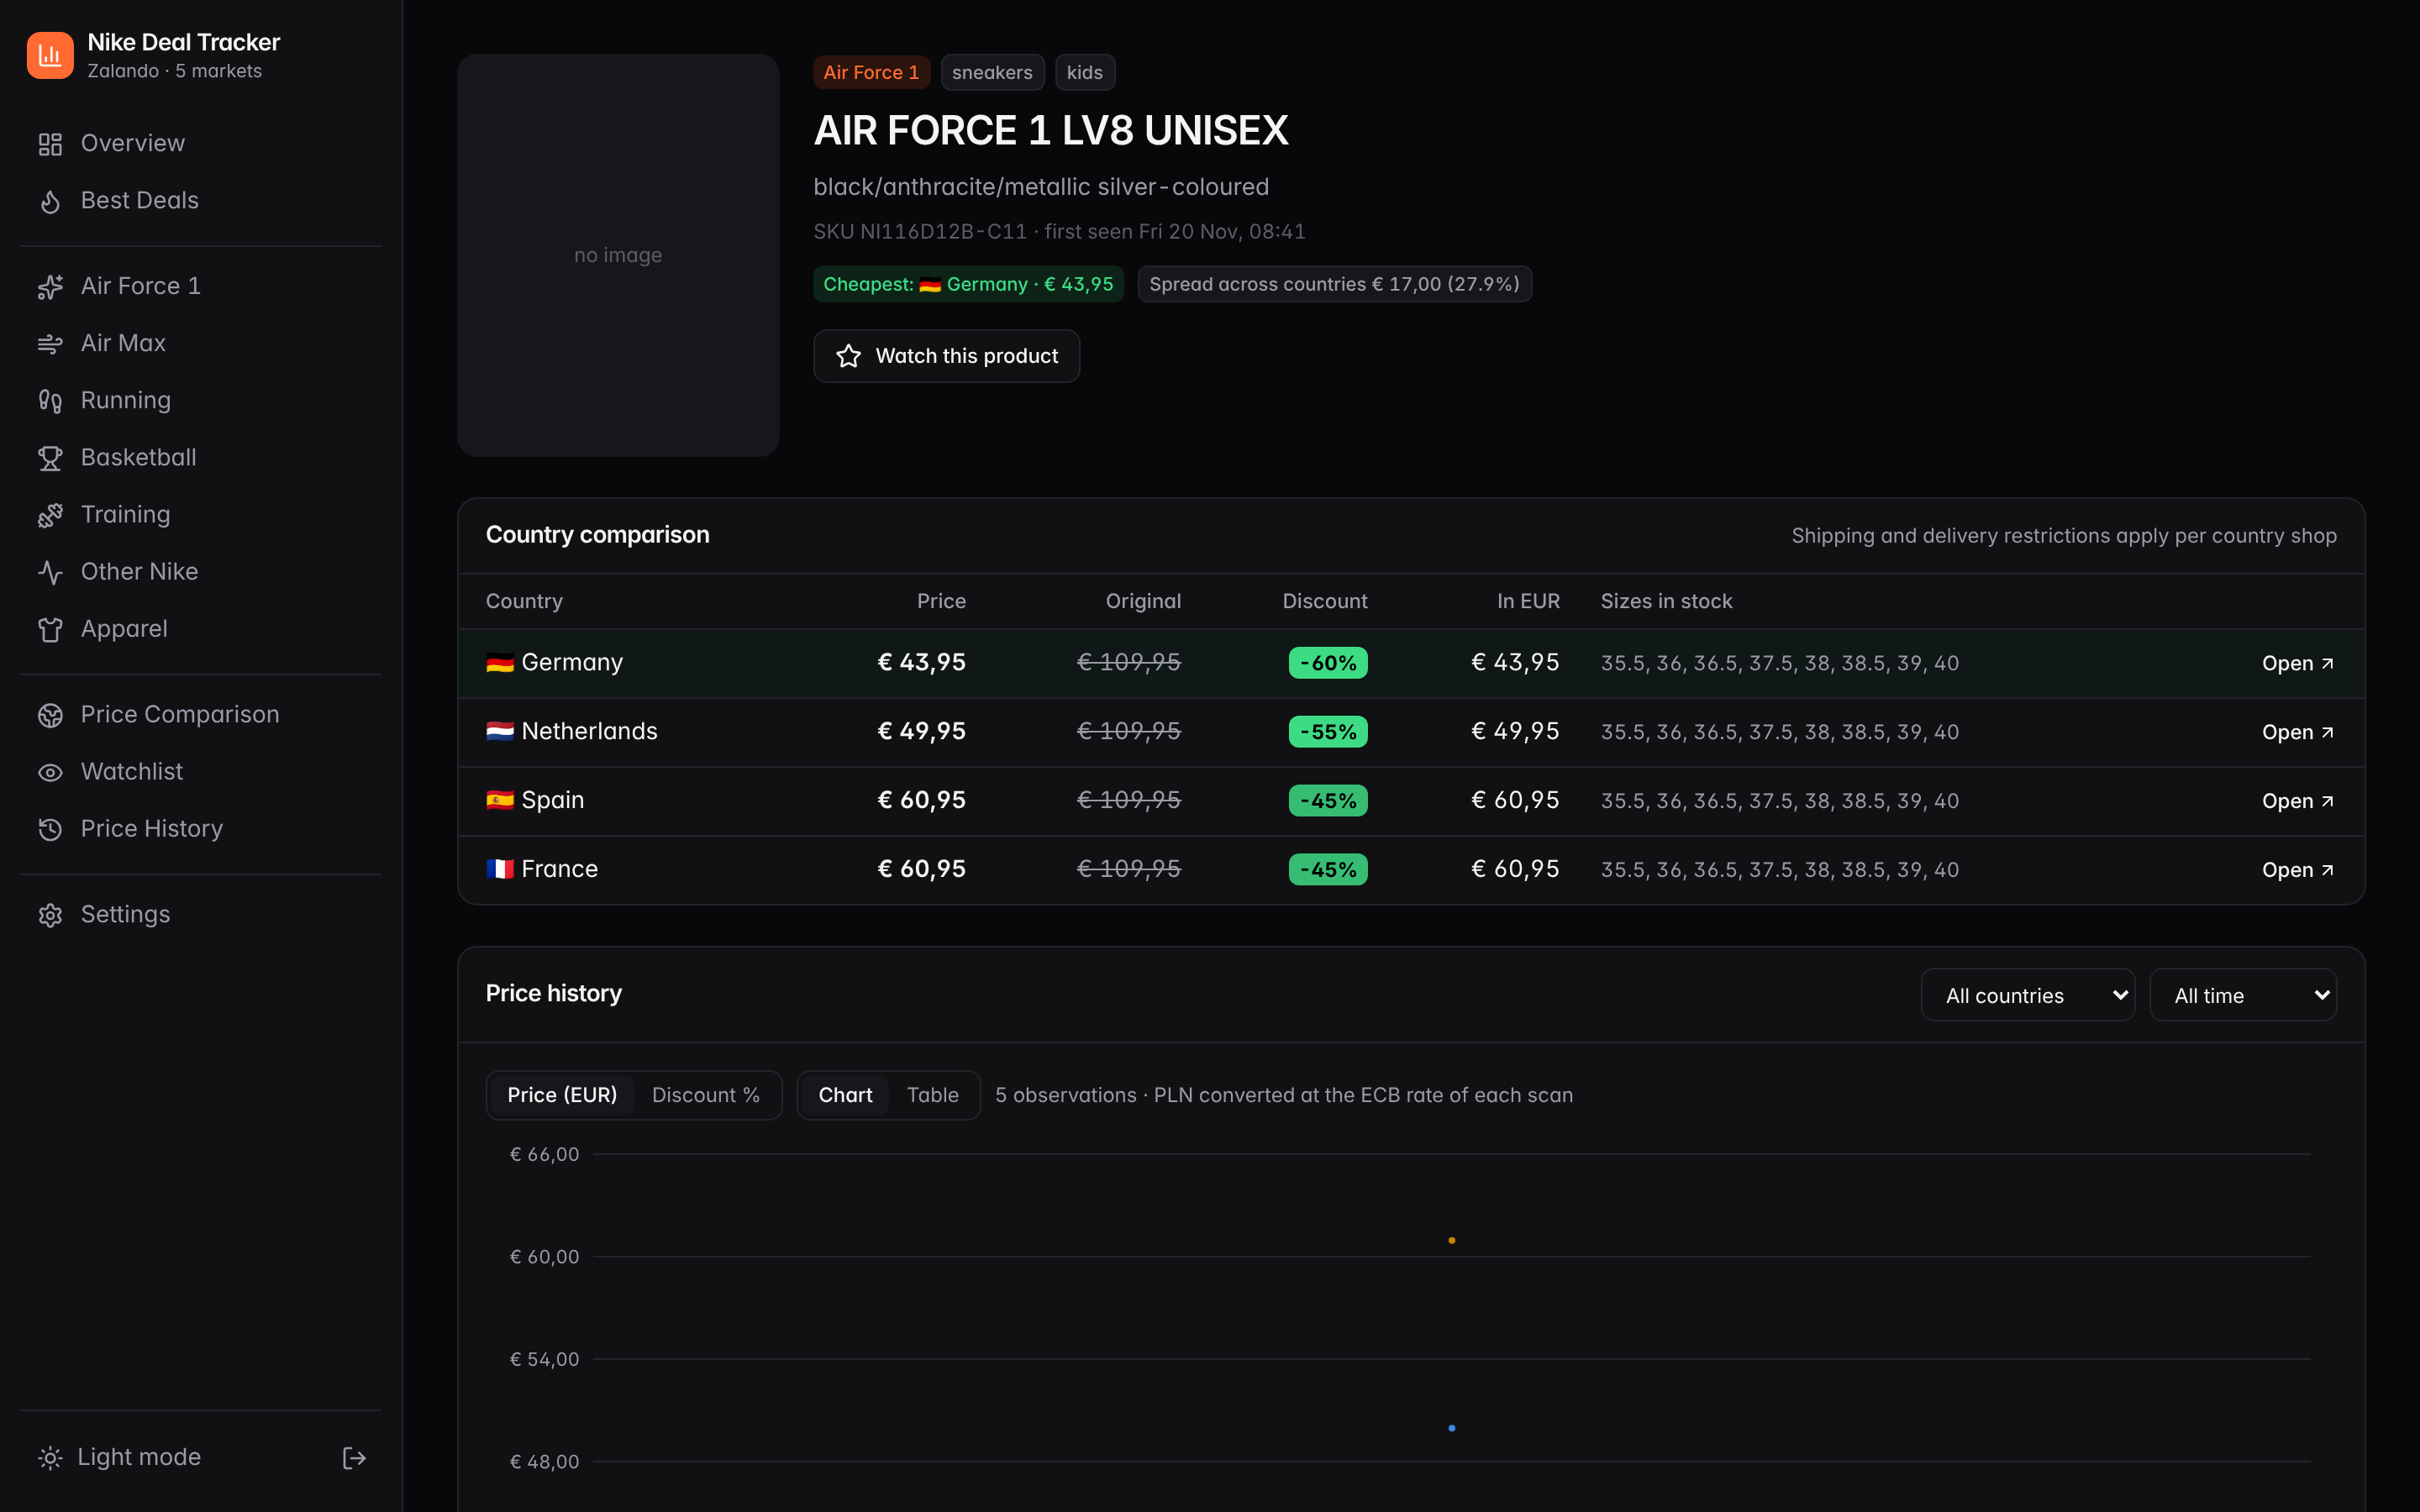 Nike Deal Tracker
Zalando · 5 markets
Overview
Best Deals
Air Force 1
Air Max
Running
Basketball
Training
Other Nike
Apparel
Price Comparison
Watchlist
Price History
Settings
Light mode
no image
Air Force 1 sneakers kids
AIR FORCE 1 LV8 UNISEX
black/anthracite/metallic silver-coloured
SKU NI116D12B-C11 · first seen Fri 20 Nov, 08:41
Cheapest: 🇩🇪 Germany · € 43,95 Spread across countries € 17,00 (27.9%)
Watch this product
Country comparison Shipping and delivery restrictions apply per country shop
Country Price Original Discount In EUR Sizes in stock
Germany € 43,95 € 109,95 -60% € 43,95 35.5, 36, 36.5, 37.5, 38, 38.5, 39, 40 Open
Netherlands € 49,95 € 109,95 -55% € 49,95 35.5, 36, 36.5, 37.5, 38, 38.5, 39, 40 Open
Spain € 60,95 € 109,95 -45% € 60,95 35.5, 36, 36.5, 37.5, 38, 38.5, 39, 40 Open
France € 60,95 € 109,95 -45% € 60,95 35.5, 36, 36.5, 37.5, 38, 38.5, 39, 40 Open
Price history All countries All time
Price (EUR) Discount % Chart Table 5 observations · PLN converted at the ECB rate of each scan
€ 66,00
€ 60,00
€ 54,00
€ 48,00